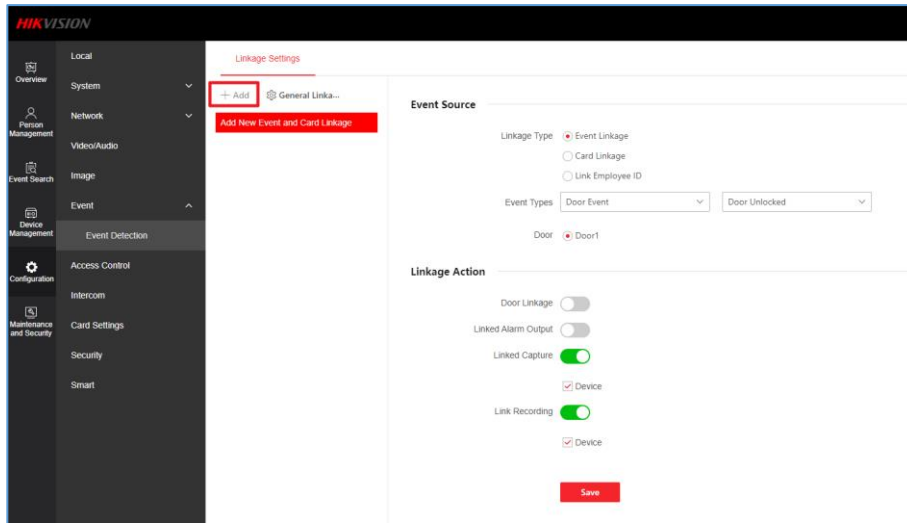 HIKVISION
Overview
Person
Management
Event Search
Device
Management
Configuration
Maintenance
and Security
Local
System
Network
Video/Audio
Image
Event
Event Detection
Access Control
Intercom
Card Settings
Security
Smart
Linkage Settings
+ Add General Linka...
Add New Event and Card Linkage
Event Source
Linkage Type Event Linkage
Card Linkage
Link Employee ID
Event Types Door Event Door Unlocked
Door Door1
Linkage Action
Door Linkage
Linked Alarm Output
Linked Capture
Device
Link Recording
Device
Save